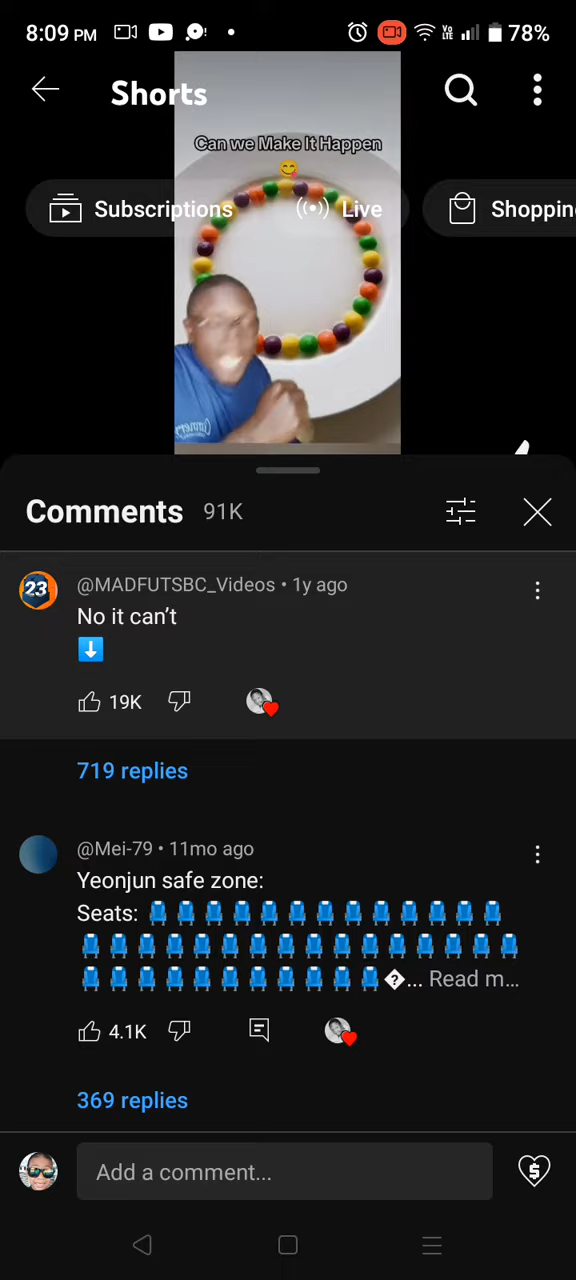 8:09 PM
78%
Shorts
Can we Make It Happen
😋
Subscriptions
Live
Shoppin
Comments 91K
23
@MADFUTSBC_Videos • 1y ago
No it can't
⬇️
19K
719 replies
@Mei-79 • 11mo ago
Yeonjun safe zone:
Seats: 💺💺💺💺💺💺💺💺💺💺💺💺💺
💺💺💺💺💺💺💺💺💺💺💺💺💺💺💺💺
💺💺💺💺💺💺💺💺💺💺💺�... Read m...
4.1K
369 replies
Add a comment...